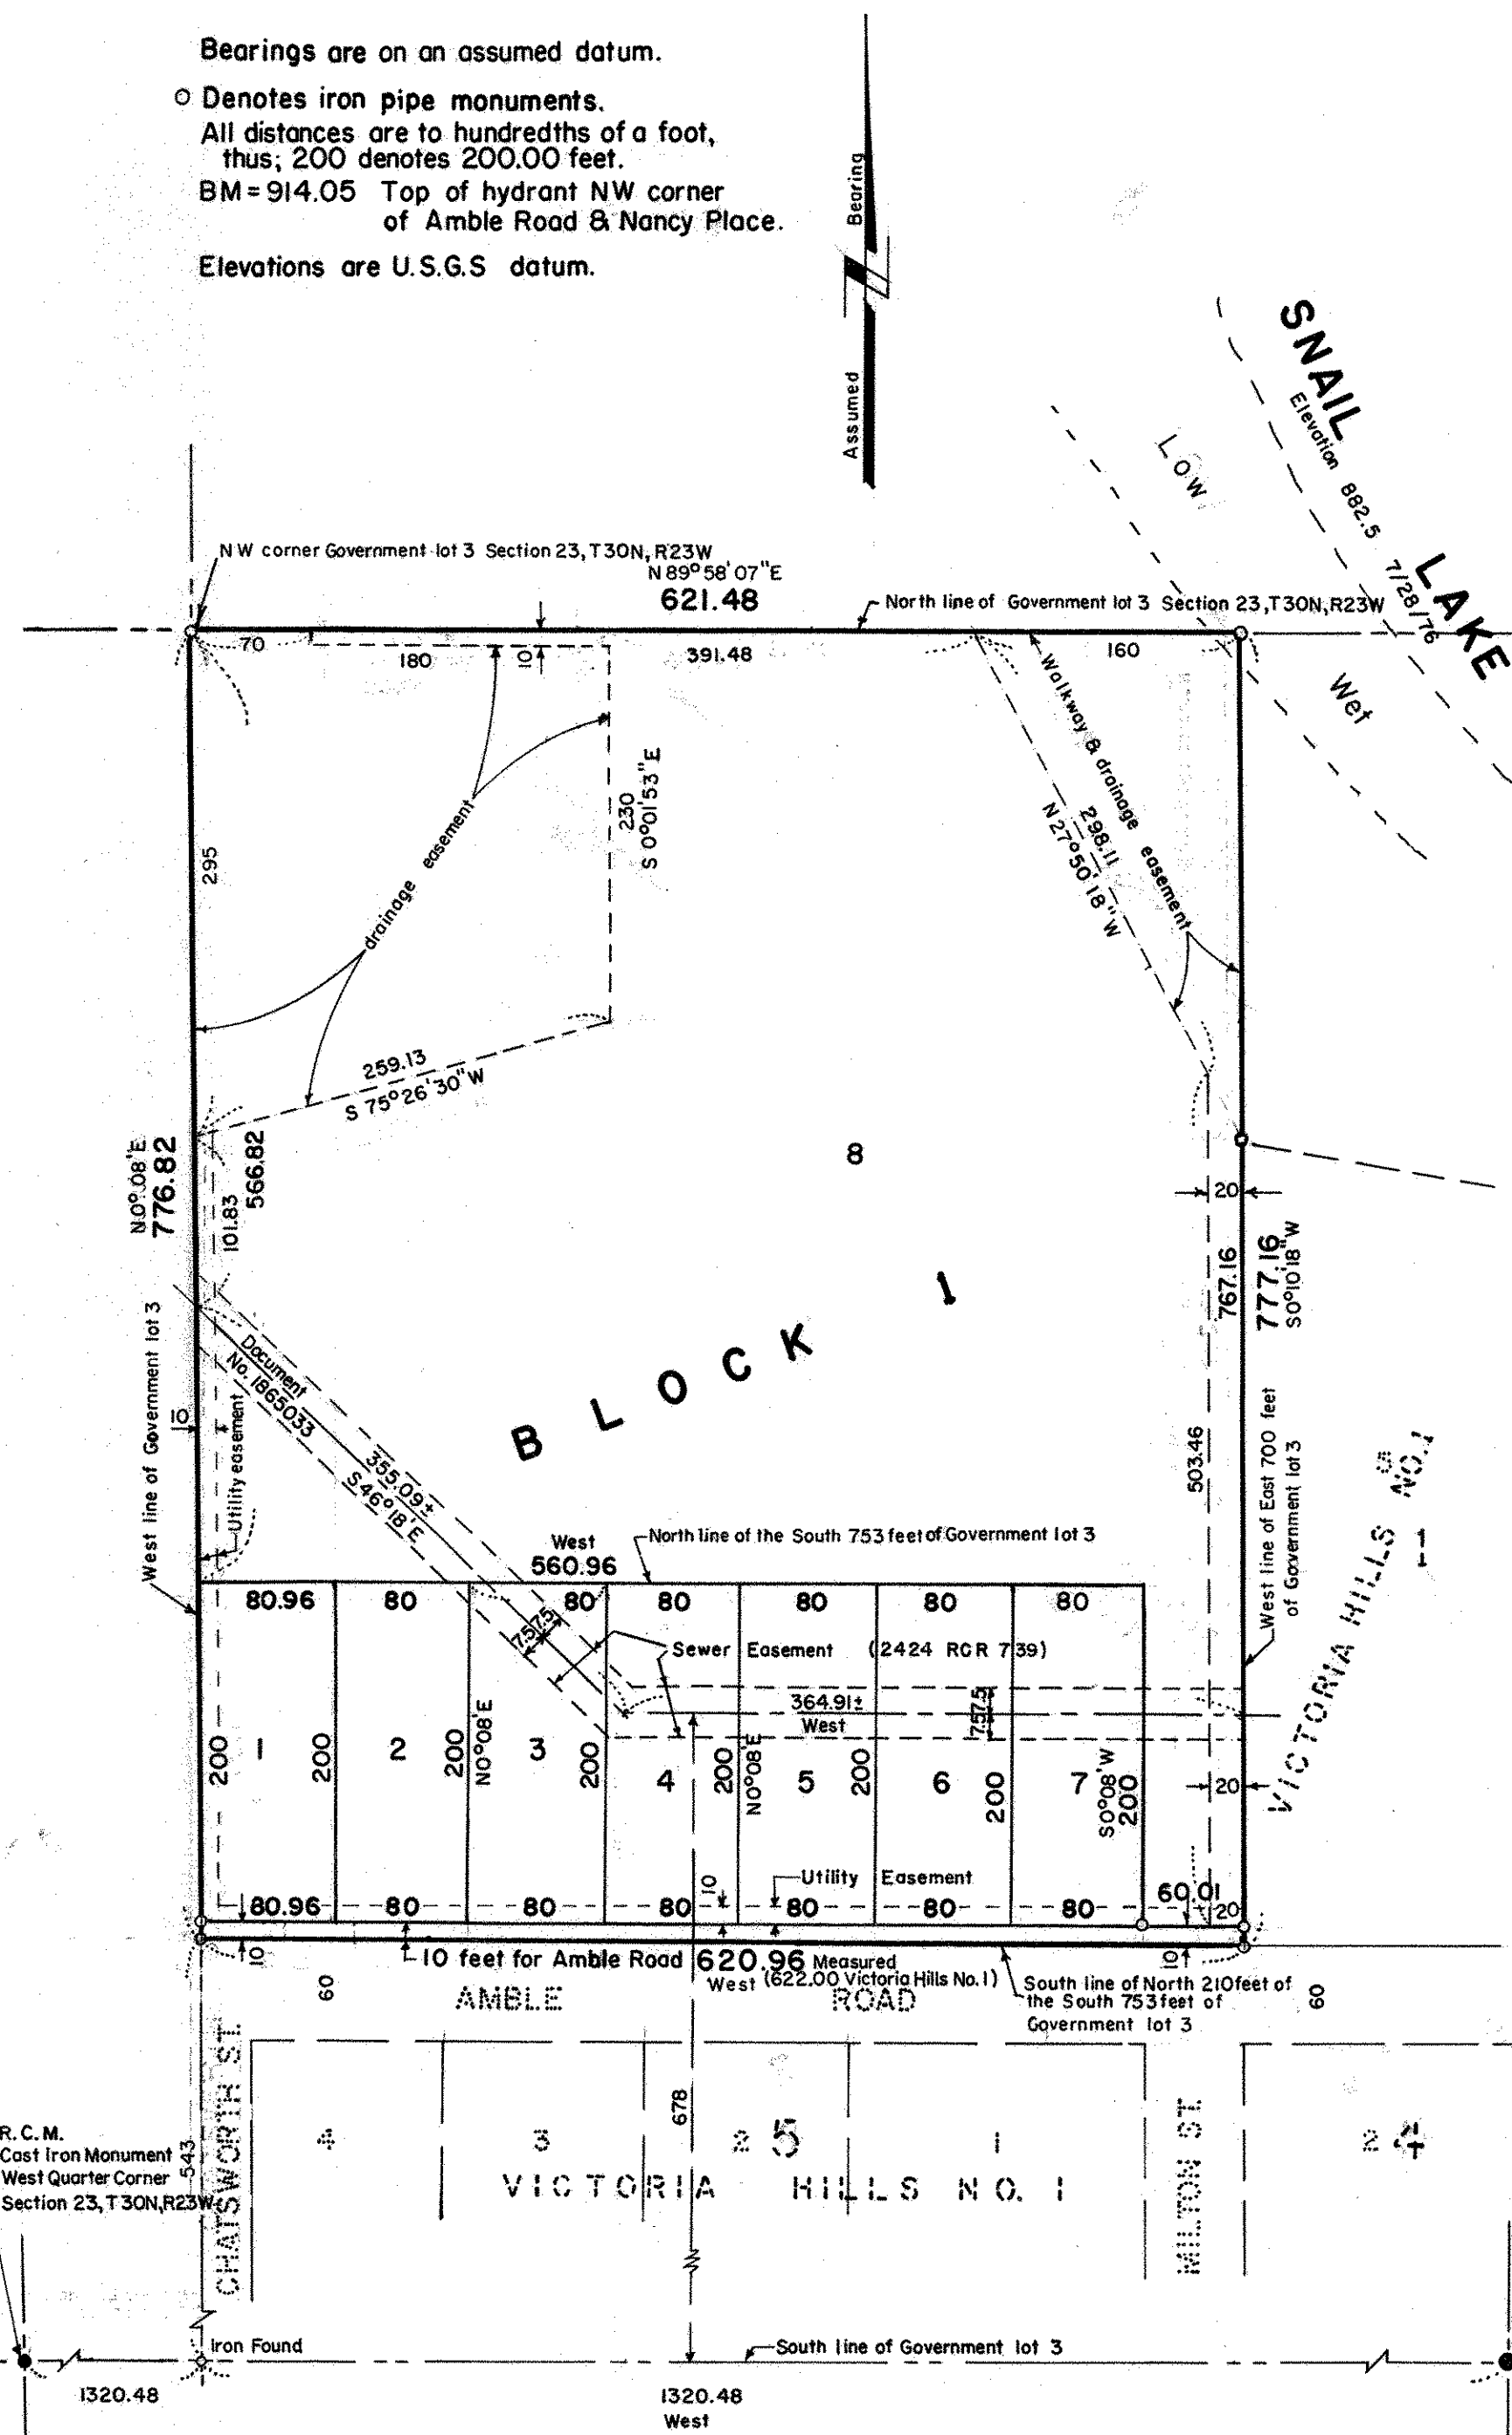 Bearings are on an assumed datum.
Denotes iron pipe monuments.
All distances are to hundredths of a foot,
thus; 200 denotes 200.00 feet.
BM = 914.05 Top of hydrant NW corner
of Amble Road & Nancy Place.
Elevations are U.S.G.S datum.
Assumed Bearing
SNAIL LAKE
Elevation 882.5 7/28/76
Low
Wet
NW corner Government lot 3 Section 23, T30N, R23W
N 89° 58' 07" E
621.48
North line of Government lot 3 Section 23, T30N, R23W
70
180
10
391.48
160
Walkway & drainage easement
298.11
N 27° 50' 18" W
230
S 0° 01' 53" E
drainage easement
295
259.13
S 75° 26' 30" W
N 0° 08' E
776.82
566.82
101.83
8
20
767.16
777.16
S 0° 10' 18" W
BLOCK 1
West line of Government lot 3
10
Utility easement
Document
No. 1865033
355.09±
S 46° 18' E
503.46
West line of East 700 feet
of Government lot 3
VICTORIA HILLS NO. 1
5
1
West
560.96
North line of the South 753 feet of Government lot 3
80.96
80
80
80
80
80
80
7.5 7.5
Sewer Easement (2424 RCR 739)
364.91±
West
7.5 7.5
200
1
200
2
200
N 0° 08' E
3
200
4
200
N 0° 08' E
5
200
6
200
7
S 0° 08' W
200
20
10
Utility Easement
60.01
80.96
80
80
80
80
80
80
20
10
10 feet for Amble Road
620.96 Measured
West (622.00 Victoria Hills No. 1)
10
South line of North 210 feet of
the South 753 feet of
Government lot 3
60
AMBLE ROAD
60
CHATSWORTH ST.
678
MILTON ST.
R.C.M.
Cast Iron Monument
West Quarter Corner
Section 23, T30N, R23W
543
4
3
2
5
1
2
4
VICTORIA HILLS NO. 1
Iron Found
South line of Government lot 3
1320.48
1320.48
West